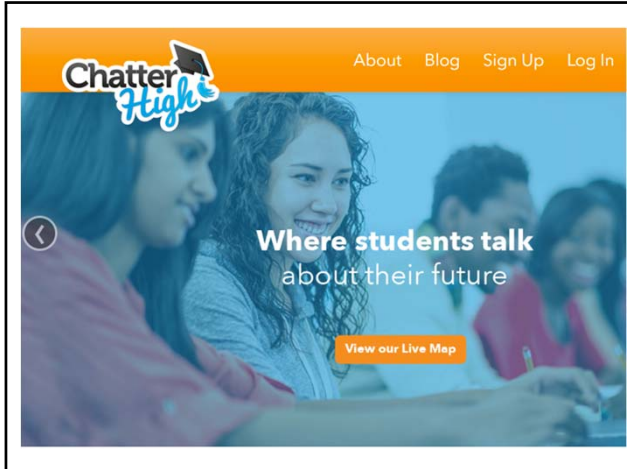 Chatter
High
About Blog Sign Up Log In
Where students talk
about their future
View our Live Map